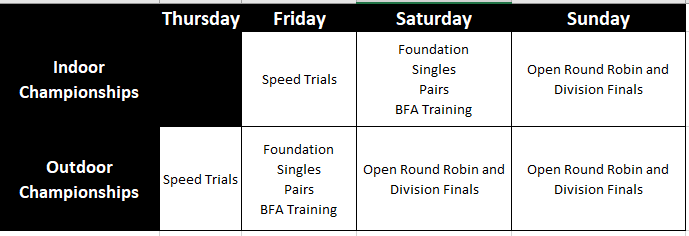 Thursday Friday Saturday Sunday
Indoor
Championships
Speed Trials
Foundation
Singles
Pairs
BFA Training
Open Round Robin and
Division Finals
Outdoor
Championships
Speed Trials
Foundation
Singles
Pairs
BFA Training
Open Round Robin and
Division Finals
Open Round Robin and
Division Finals